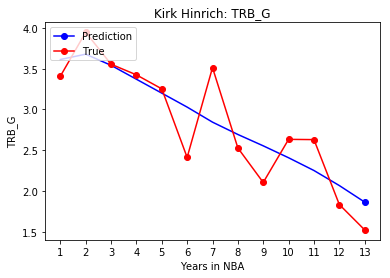 Kirk Hinrich: TRB_G
Prediction
True
TRB_G
4.0
3.5
3.0
2.5
2.0
1.5
1 2 3 4 5 6 7 8 9 10 11 12 13
Years in NBA